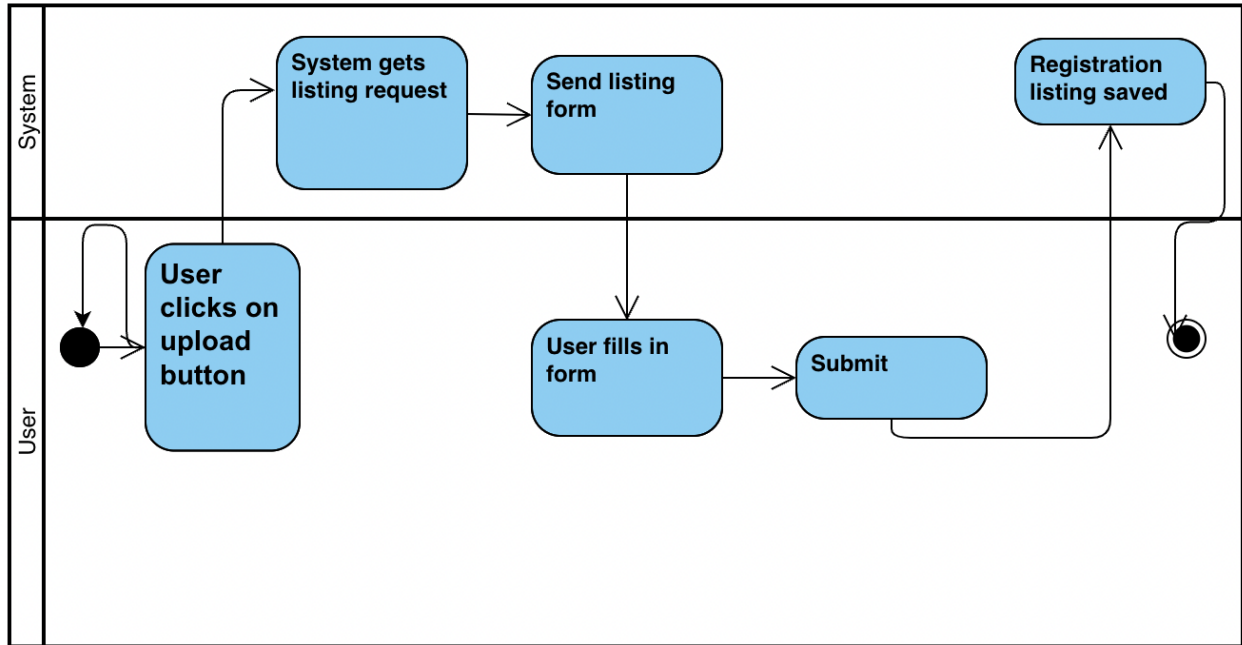 System
System gets
listing request
Send listing
form
Registration
listing saved
User
User
clicks on
upload
button
User fills in
form
Submit